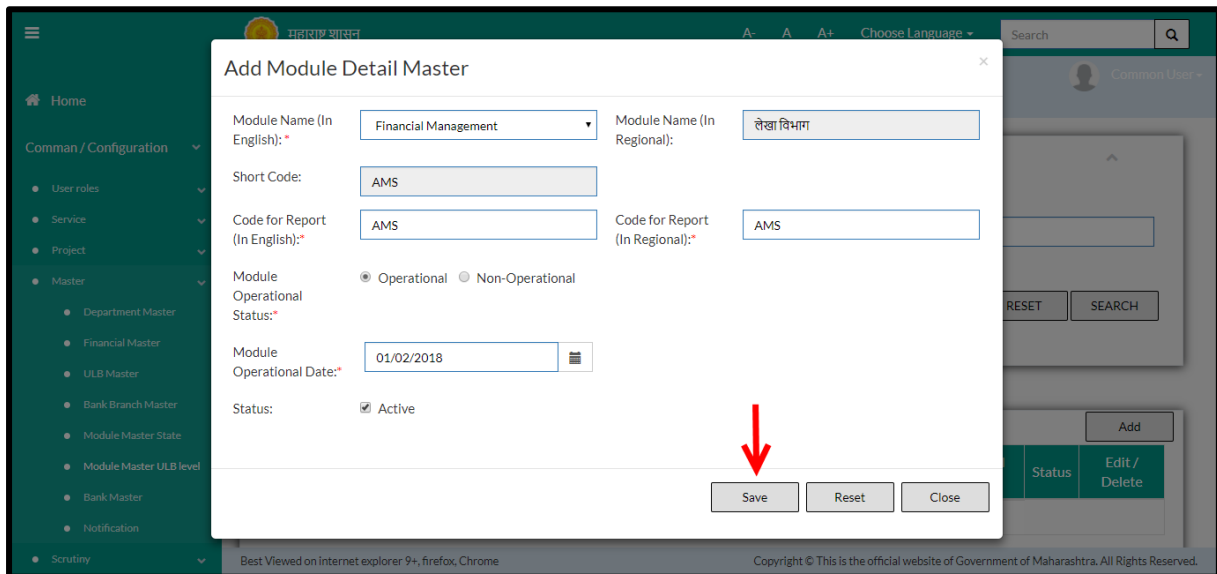 महाराष्ट्र शासन
A- A A+ Choose Language
Search
Common User
Home
Comman / Configuration
User roles
Service
Project
Master
Department Master
Financial Master
ULB Master
Bank Branch Master
Module Master State
Module Master ULB level
Bank Master
Notification
Scrutiny
Add Module Detail Master
×
Module Name (In English): *
Financial Management
Module Name (In Regional):
लेखा विभाग
Short Code:
AMS
Code for Report (In English):*
AMS
Code for Report (In Regional):*
AMS
Module Operational Status:*
Operational Non-Operational
Module Operational Date:*
01/02/2018
Status:
Active
Save Reset Close
RESET SEARCH
Add
Status Edit / Delete
Best Viewed on internet explorer 9+, firefox, Chrome
Copyright © This is the official website of Government of Maharashtra. All Rights Reserved.